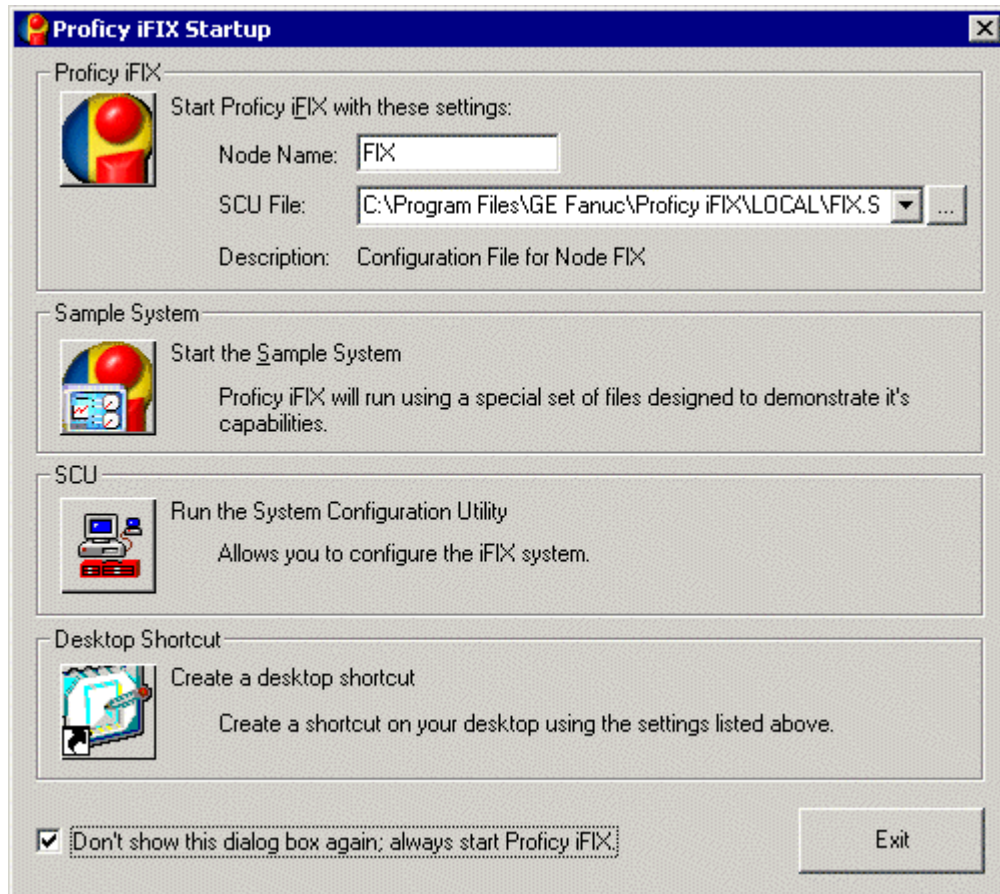 Proficy iFIX Startup
Proficy iFIX
Start Proficy iFIX with these settings:
Node Name: FIX
SCU File: C:\Program Files\GE Fanuc\Proficy iFIX\LOCAL\FIX.S ...
Description: Configuration File for Node FIX
Sample System
Start the Sample System
Proficy iFIX will run using a special set of files designed to demonstrate it's
capabilities.
SCU
Run the System Configuration Utility
Allows you to configure the iFIX system.
Desktop Shortcut
Create a desktop shortcut
Create a shortcut on your desktop using the settings listed above.
Don't show this dialog box again; always start Proficy iFIX.
Exit